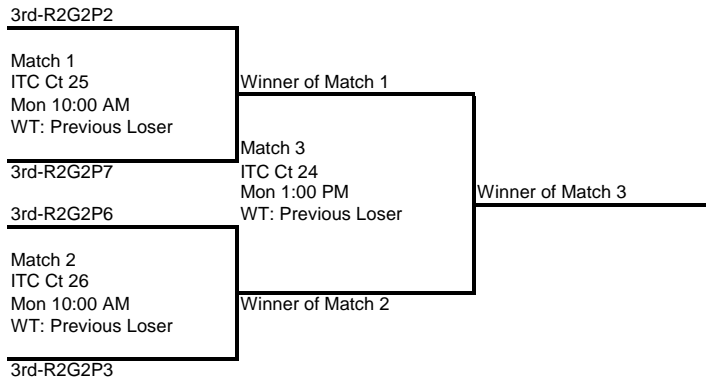 3rd-R2G2P2
Match 1
ITC Ct 25
Mon 10:00 AM
WT: Previous Loser
3rd-R2G2P7
3rd-R2G2P6
Match 2
ITC Ct 26
Mon 10:00 AM
WT: Previous Loser
3rd-R2G2P3
Winner of Match 1
Match 3
ITC Ct 24
Mon 1:00 PM
WT: Previous Loser
Winner of Match 2
Winner of Match 3